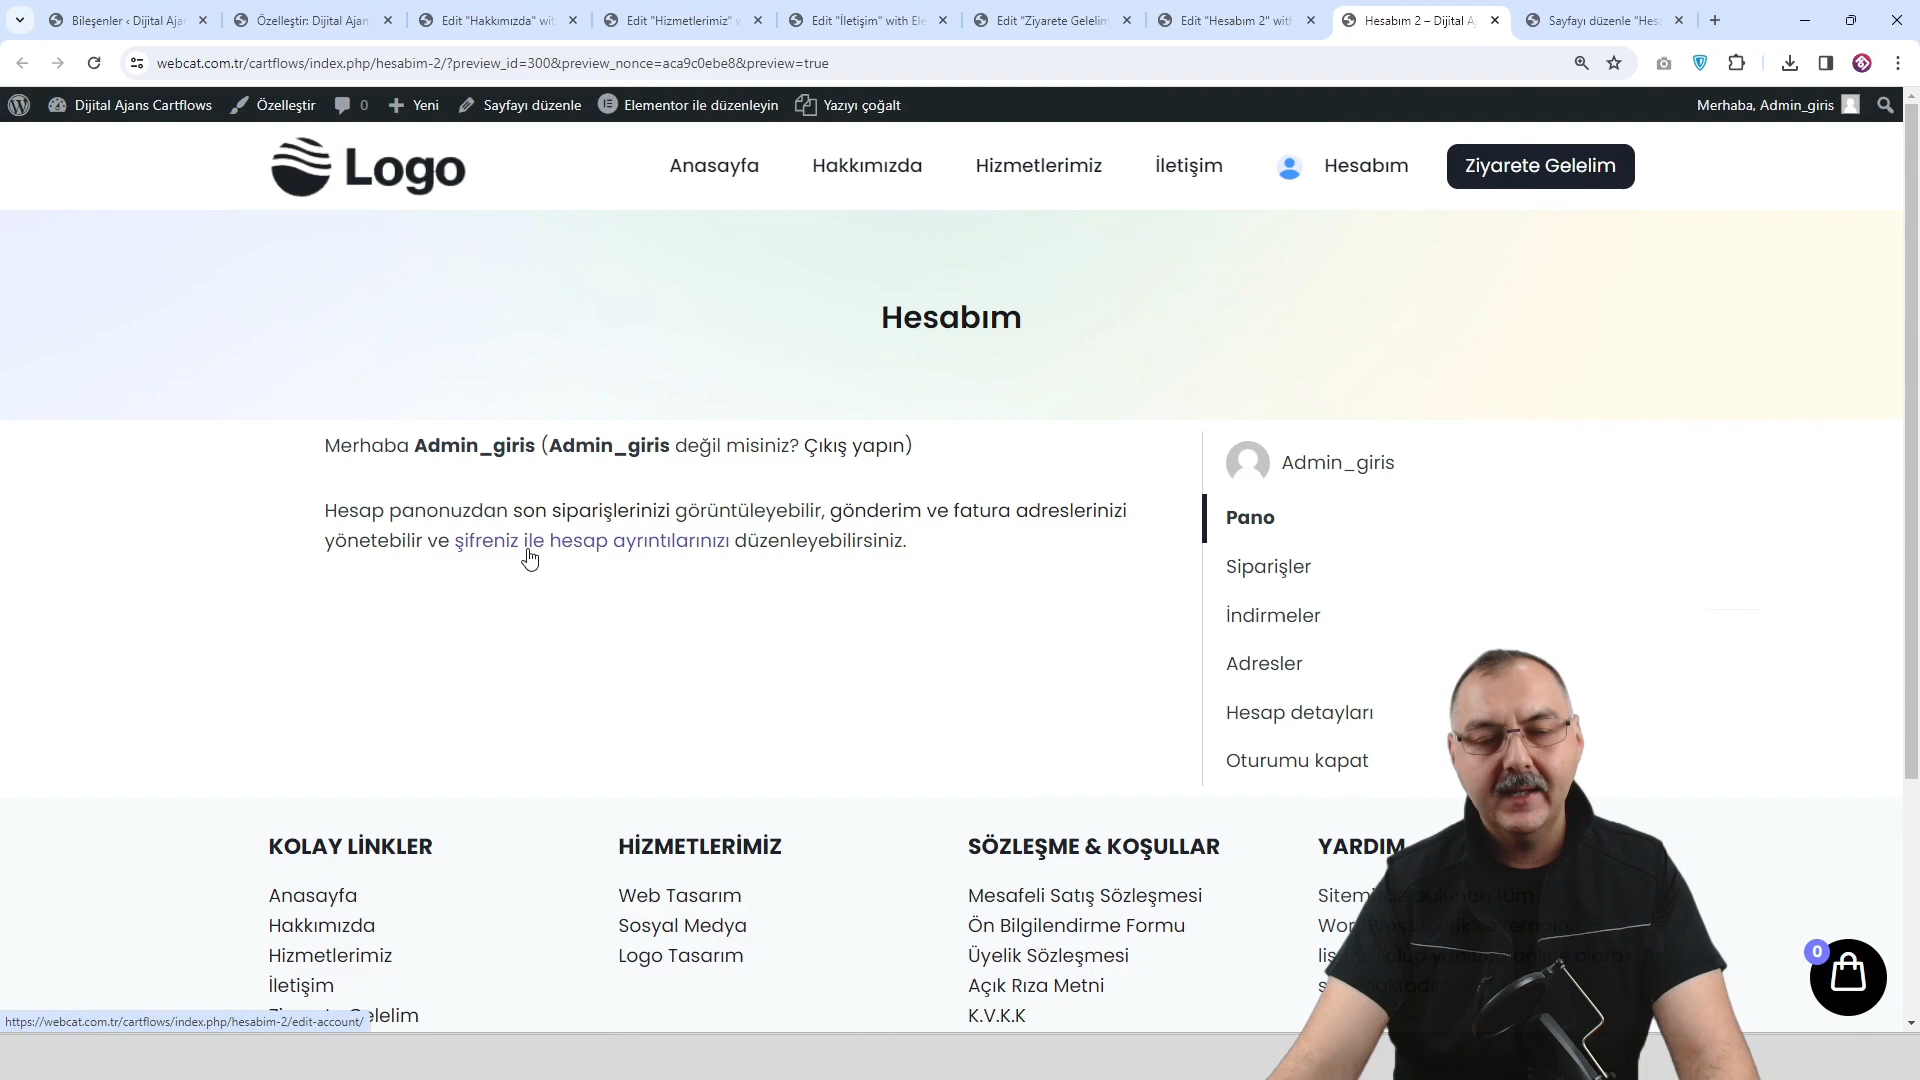 Bileşenler ‹ Dijital Aja
Özelleştir: Dijital Ajan
Edit "Hakkımızda" wit
Edit "Hizmetlerimiz" v
Edit "İletişim" with Ele
Edit "Ziyarete Gelelim
Edit "Hesabım 2" wit
Hesabım 2 – Dijital A
Sayfayı düzenle "Hes
webcat.com.tr/cartflows/index.php/hesabim-2/?preview_id=300&preview_nonce=aca9c0ebe8&preview=true
Dijital Ajans Cartflows
Özelleştir
0
Yeni
Sayfayı düzenle
Elementor ile düzenleyin
Yazıyı çoğalt
Merhaba, Admin_giris
Logo
Anasayfa
Hakkımızda
Hizmetlerimiz
İletişim
Hesabım
Ziyarete Gelelim
Hesabım
Merhaba Admin_giris (Admin_giris değil misiniz? Çıkış yapın)
Hesap panonuzdan son siparişlerinizi görüntüleyebilir, gönderim ve fatura adreslerinizi
yönetebilir ve şifreniz ile hesap ayrıntılarınızı düzenleyebilirsiniz.
Admin_giris
Pano
Siparişler
İndirmeler
Adresler
Hesap detayları
Oturumu kapat
KOLAY LİNKLER
Anasayfa
Hakkımızda
Hizmetlerimiz
İletişim
elelim
HİZMETLERİMİZ
Web Tasarım
Sosyal Medya
Logo Tasarım
SÖZLEŞME & KOŞULLAR
Mesafeli Satış Sözleşmesi
Ön Bilgilendirme Formu
Üyelik Sözleşmesi
Açık Rıza Metni
K.V.K.K
YARDIM
0
https://webcat.com.tr/cartflows/index.php/hesabim-2/edit-account/